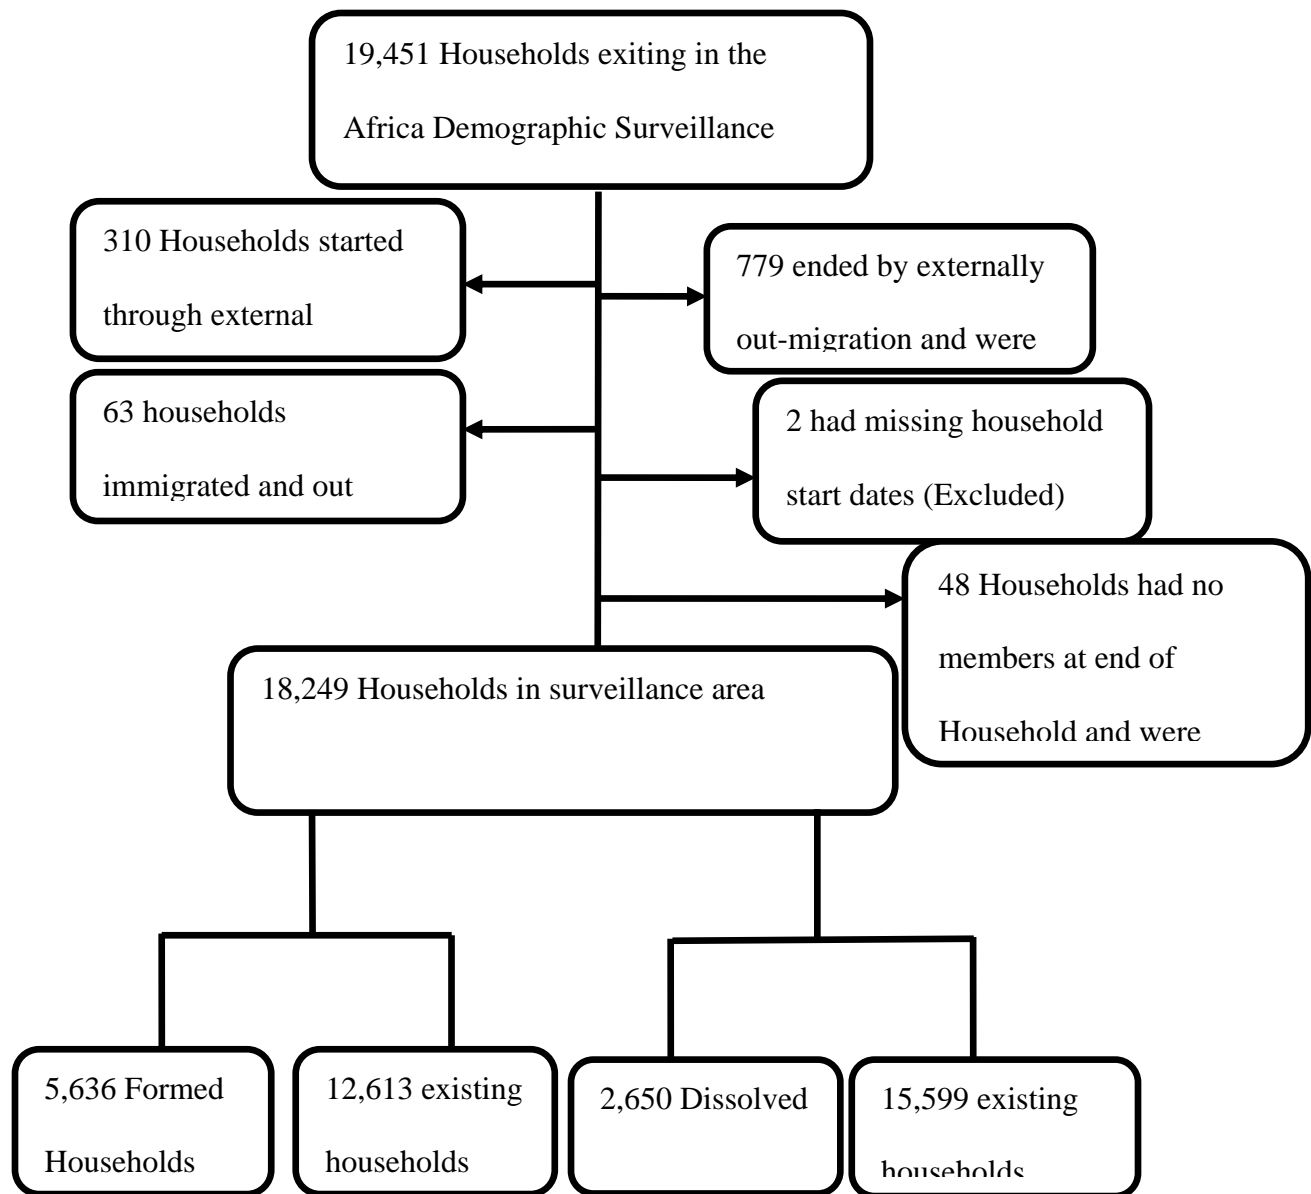 19,451 Households exiting in the
Africa Demographic Surveillance
310 Households started
through external
779 ended by externally
out-migration and were
63 households
immigrated and out
2 had missing household
start dates (Excluded)
48 Households had no
members at end of
Household and were
18,249 Households in surveillance area
5,636 Formed
Households
12,613 existing
households
2,650 Dissolved
15,599 existing
households